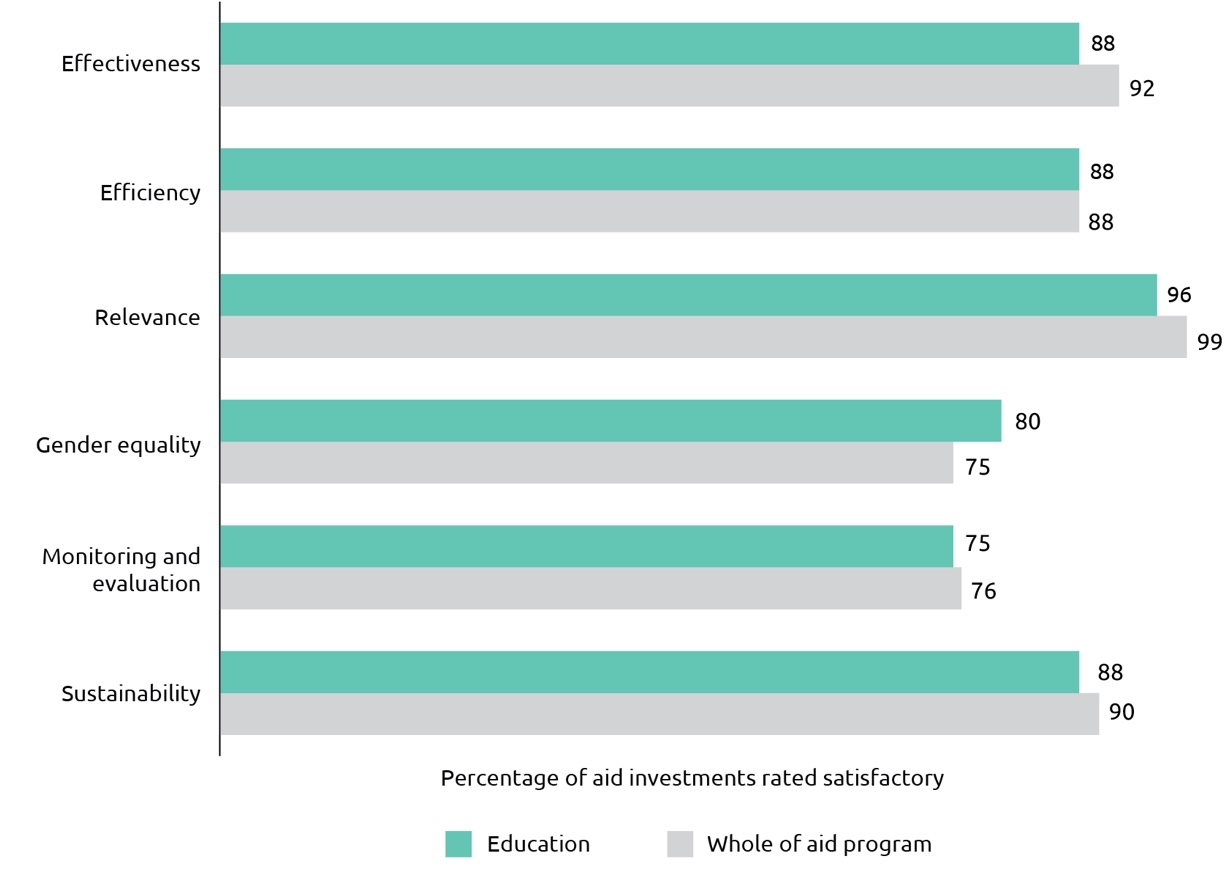 Effectiveness
88
92
Efficiency
88
88
Relevance
96
99
Gender equality
80
75
Monitoring and
evaluation
75
76
Sustainability
88
90
Percentage of aid investments rated satisfactory
Education
Whole of aid program